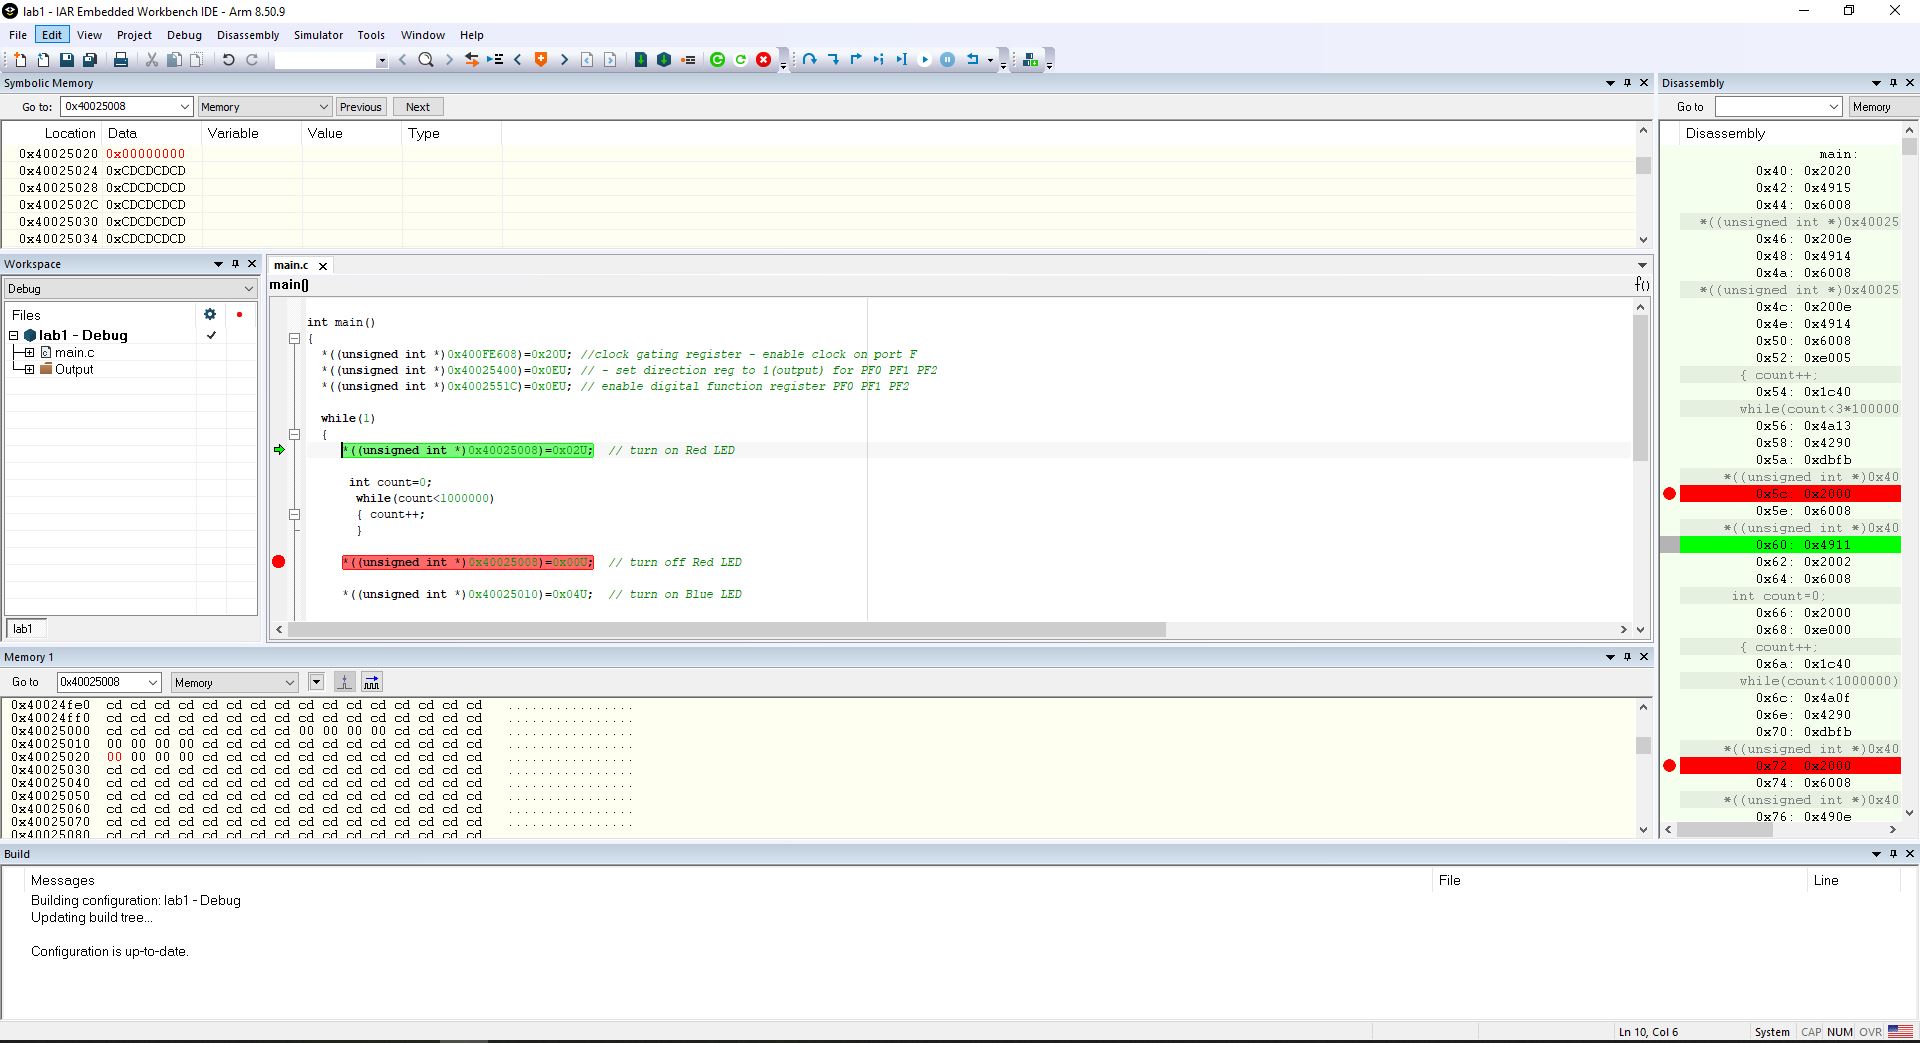 lab1 - IAR Embedded Workbench IDE - Arm 8.50.9
File Edit View Project Debug Disassembly Simulator Tools Window Help
Symbolic Memory
Go to: 0x40025008 Memory Previous Next
Location Data Variable Value Type
0x40025020 0x00000000
0x40025024 0xCDCDCDCD
0x40025028 0xCDCDCDCD
0x4002502C 0xCDCDCDCD
0x40025030 0xCDCDCDCD
0x40025034 0xCDCDCDCD
Workspace
Debug
Files
lab1 - Debug
main.c
Output
lab1
main.c
main()
f()
int main()
{
*((unsigned int *)0x400FE608)=0x20U; //clock gating register - enable clock on port F
*((unsigned int *)0x40025400)=0x0EU; // - set direction reg to 1(output) for PF0 PF1 PF2
*((unsigned int *)0x4002551C)=0x0EU; // enable digital function register PF0 PF1 PF2
while(1)
{
*((unsigned int *)0x40025008)=0x02U; // turn on Red LED
int count=0;
while(count<1000000)
{ count++;
}
*((unsigned int *)0x40025008)=0x00U; // turn off Red LED
*((unsigned int *)0x40025010)=0x04U; // turn on Blue LED
Memory 1
Go to 0x40025008 Memory
0x40024fe0 cd cd cd cd cd cd cd cd cd cd cd cd cd cd cd cd ................
0x40024ff0 cd cd cd cd cd cd cd cd cd cd cd cd cd cd cd cd ................
0x40025000 cd cd cd cd cd cd cd cd 00 00 00 00 cd cd cd cd ................
0x40025010 00 00 00 00 cd cd cd cd cd cd cd cd cd cd cd cd ................
0x40025020 00 00 00 00 cd cd cd cd cd cd cd cd cd cd cd cd ................
0x40025030 cd cd cd cd cd cd cd cd cd cd cd cd cd cd cd cd ................
0x40025040 cd cd cd cd cd cd cd cd cd cd cd cd cd cd cd cd ................
0x40025050 cd cd cd cd cd cd cd cd cd cd cd cd cd cd cd cd ................
0x40025060 cd cd cd cd cd cd cd cd cd cd cd cd cd cd cd cd ................
0x40025070 cd cd cd cd cd cd cd cd cd cd cd cd cd cd cd cd ................
0x40025080 cd cd cd cd cd cd cd cd cd cd cd cd cd cd cd cd
Disassembly
Go to Memory
Disassembly
main:
0x40: 0x2020
0x42: 0x4915
0x44: 0x6008
*((unsigned int *)0x40025
0x46: 0x200e
0x48: 0x4914
0x4a: 0x6008
*((unsigned int *)0x40025
0x4c: 0x200e
0x4e: 0x4914
0x50: 0x6008
0x52: 0xe005
{ count++;
0x54: 0x1c40
while(count<3*100000
0x56: 0x4a13
0x58: 0x4290
0x5a: 0xdbfb
*((unsigned int *)0x40
0x5c: 0x2000
0x5e: 0x6008
*((unsigned int *)0x40
0x60: 0x4911
0x62: 0x2002
0x64: 0x6008
int count=0;
0x66: 0x2000
0x68: 0xe000
{ count++;
0x6a: 0x1c40
while(count<1000000)
0x6c: 0x4a0f
0x6e: 0x4290
0x70: 0xdbfb
*((unsigned int *)0x40
0x72: 0x2000
0x74: 0x6008
*((unsigned int *)0x40
0x76: 0x490e
Build
Messages File Line
Building configuration: lab1 - Debug
Updating build tree...
Configuration is up-to-date.
Ln 10, Col 6 System CAP NUM OVR